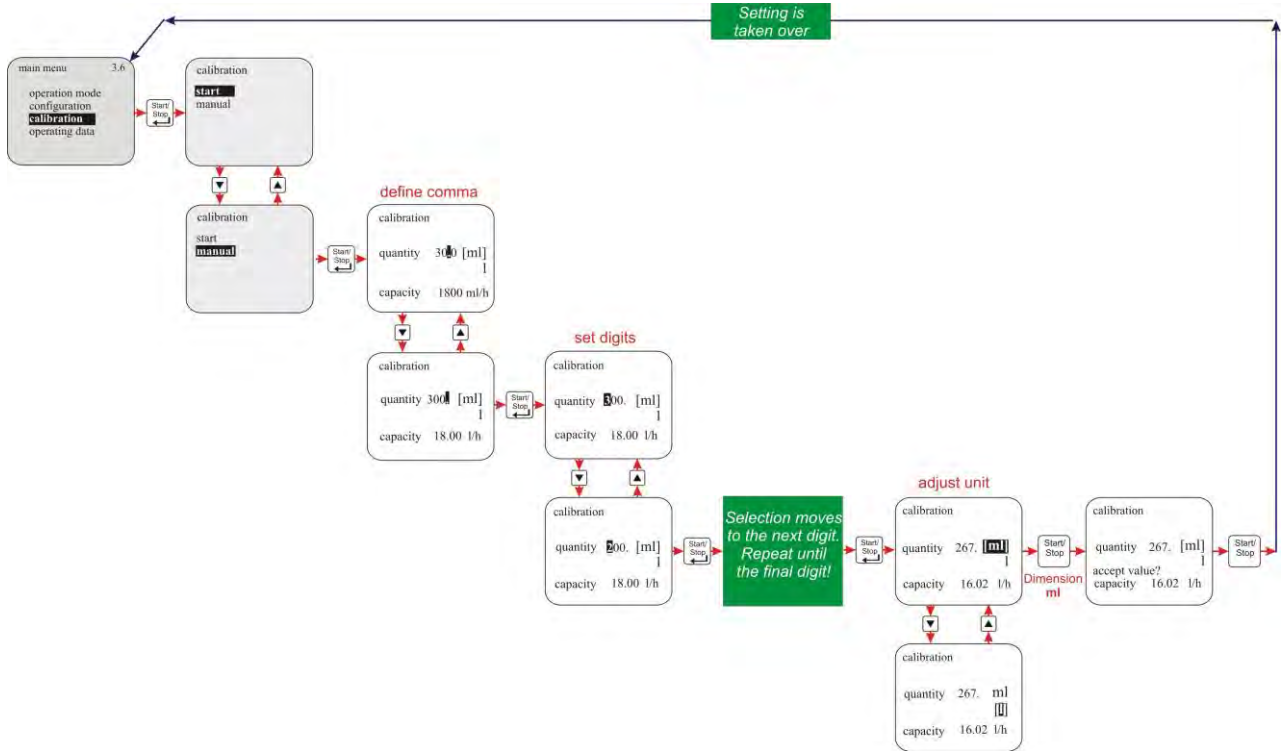 Setting is
taken over
main menu 3.6
operation mode
configuration
calibration
operating data
Start/
Stop
calibration
start
manual
calibration
start
manual
Start/
Stop
define comma
calibration
quantity 30.0 [ml]
l
capacity 1800 ml/h
calibration
quantity 300. [ml]
l
capacity 18.00 l/h
Start/
Stop
set digits
calibration
quantity 300. [ml]
l
capacity 18.00 l/h
calibration
quantity 200. [ml]
l
capacity 18.00 l/h
Start/
Stop
Selection moves
to the next digit.
Repeat until
the final digit!
Start/
Stop
adjust unit
calibration
quantity 267. [ml]
l
capacity 16.02 l/h
calibration
quantity 267. ml
[l]
capacity 16.02 l/h
Start/
Stop
Dimension
ml
calibration
quantity 267. [ml]
l
accept value?
capacity 16.02 l/h
Start/
Stop